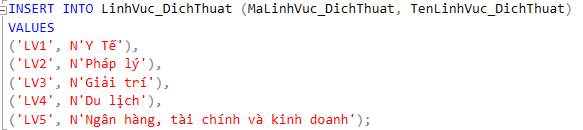 INSERT INTO LinhVuc_DichThuat (MaLinhVuc_DichThuat, TenLinhVuc_DichThuat)
VALUES
('LV1', N'Y Tế'),
('LV2', N'Pháp lý'),
('LV3', N'Giải trí'),
('LV4', N'Du lịch'),
('LV5', N'Ngân hàng, tài chính và kinh doanh');